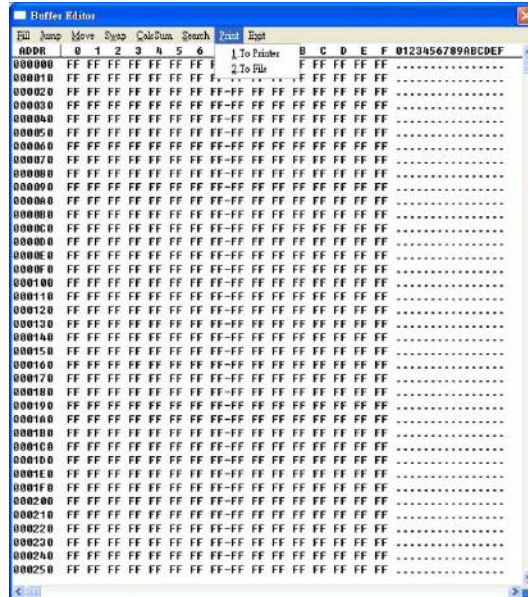 Buffer Editor
Fill Jump Move Swap CalcSum Search Print Exit
ADDR 0 1 2 3 4 5 6 B C D E F 0123456789ABCDEF
1.To Printer
2.To File
000000 FF FF FF FF FF FF FF FF FF FF FF ................
000010 FF FF FF FF FF FF FF FF FF FF FF ................
000020 FF FF FF FF FF FF FF FF-FF FF FF FF FF FF FF FF ................
000030 FF FF FF FF FF FF FF FF-FF FF FF FF FF FF FF FF ................
000040 FF FF FF FF FF FF FF FF-FF FF FF FF FF FF FF FF ................
000050 FF FF FF FF FF FF FF FF-FF FF FF FF FF FF FF FF ................
000060 FF FF FF FF FF FF FF FF-FF FF FF FF FF FF FF FF ................
000070 FF FF FF FF FF FF FF FF-FF FF FF FF FF FF FF FF ................
000080 FF FF FF FF FF FF FF FF-FF FF FF FF FF FF FF FF ................
000090 FF FF FF FF FF FF FF FF-FF FF FF FF FF FF FF FF ................
0000A0 FF FF FF FF FF FF FF FF-FF FF FF FF FF FF FF FF ................
0000B0 FF FF FF FF FF FF FF FF-FF FF FF FF FF FF FF FF ................
0000C0 FF FF FF FF FF FF FF FF-FF FF FF FF FF FF FF FF ................
0000D0 FF FF FF FF FF FF FF FF-FF FF FF FF FF FF FF FF ................
0000E0 FF FF FF FF FF FF FF FF-FF FF FF FF FF FF FF FF ................
0000F0 FF FF FF FF FF FF FF FF-FF FF FF FF FF FF FF FF ................
000100 FF FF FF FF FF FF FF FF-FF FF FF FF FF FF FF FF ................
000110 FF FF FF FF FF FF FF FF-FF FF FF FF FF FF FF FF ................
000120 FF FF FF FF FF FF FF FF-FF FF FF FF FF FF FF FF ................
000130 FF FF FF FF FF FF FF FF-FF FF FF FF FF FF FF FF ................
000140 FF FF FF FF FF FF FF FF-FF FF FF FF FF FF FF FF ................
000150 FF FF FF FF FF FF FF FF-FF FF FF FF FF FF FF FF ................
000160 FF FF FF FF FF FF FF FF-FF FF FF FF FF FF FF FF ................
000170 FF FF FF FF FF FF FF FF-FF FF FF FF FF FF FF FF ................
000180 FF FF FF FF FF FF FF FF-FF FF FF FF FF FF FF FF ................
000190 FF FF FF FF FF FF FF FF-FF FF FF FF FF FF FF FF ................
0001A0 FF FF FF FF FF FF FF FF-FF FF FF FF FF FF FF FF ................
0001B0 FF FF FF FF FF FF FF FF-FF FF FF FF FF FF FF FF ................
0001C0 FF FF FF FF FF FF FF FF-FF FF FF FF FF FF FF FF ................
0001D0 FF FF FF FF FF FF FF FF-FF FF FF FF FF FF FF FF ................
0001E0 FF FF FF FF FF FF FF FF-FF FF FF FF FF FF FF FF ................
0001F0 FF FF FF FF FF FF FF FF-FF FF FF FF FF FF FF FF ................
000200 FF FF FF FF FF FF FF FF-FF FF FF FF FF FF FF FF ................
000210 FF FF FF FF FF FF FF FF-FF FF FF FF FF FF FF FF ................
000220 FF FF FF FF FF FF FF FF-FF FF FF FF FF FF FF FF ................
000230 FF FF FF FF FF FF FF FF-FF FF FF FF FF FF FF FF ................
000240 FF FF FF FF FF FF FF FF-FF FF FF FF FF FF FF FF ................
000250 FF FF FF FF FF FF FF FF-FF FF FF FF FF FF FF FF ................